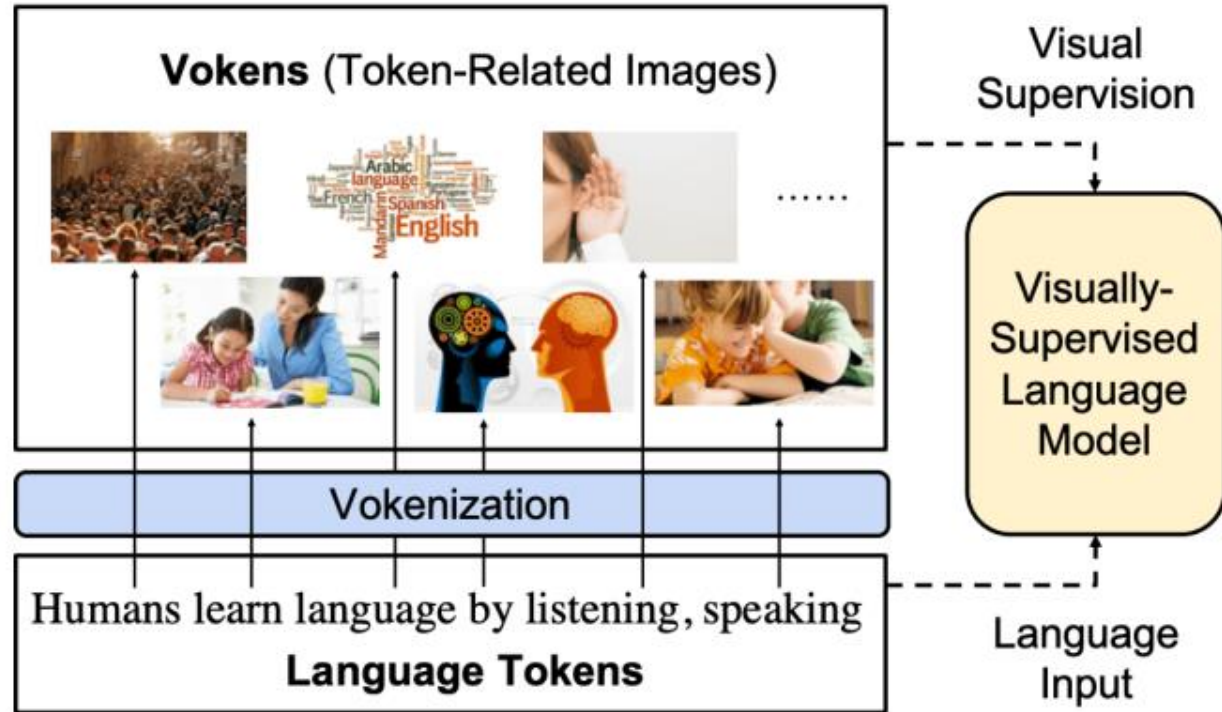 Vokens (Token-Related Images)
Visual
Supervision
Arabic
language
French
Spanish
Mandarin
English
......
Visually-
Supervised
Language
Model
Vokenization
Humans learn language by listening, speaking
Language Tokens
Language
Input